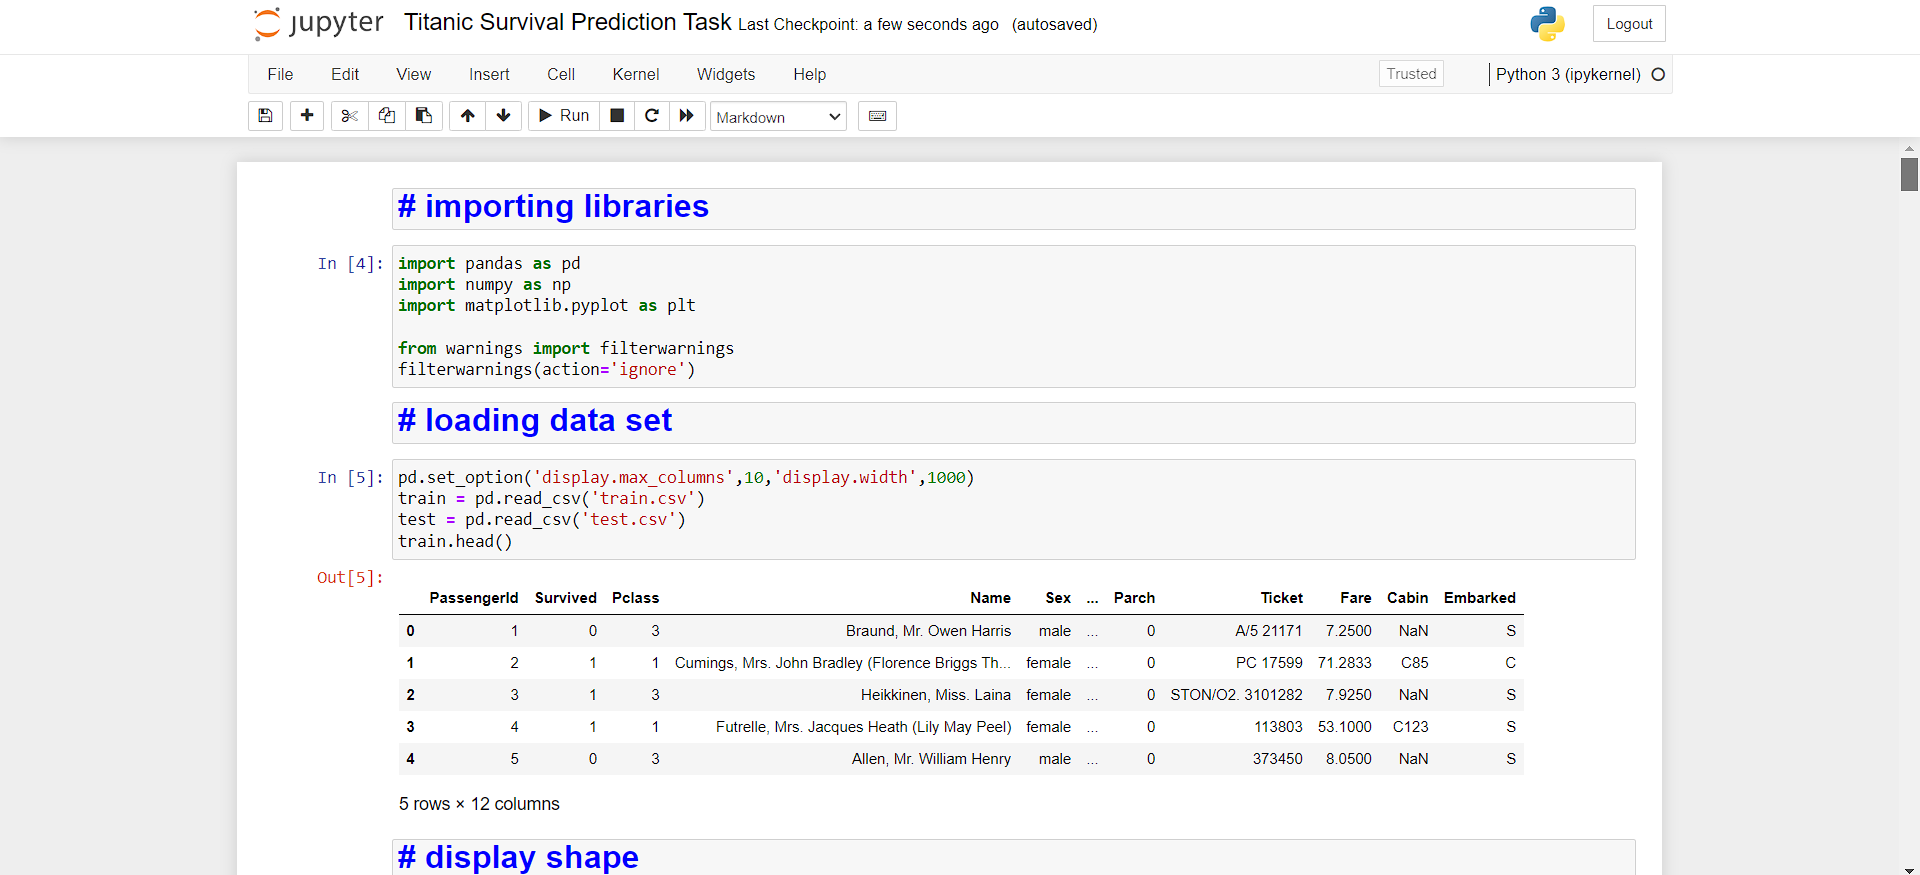 jupyter Titanic Survival Prediction Task Last Checkpoint: a few seconds ago (autosaved) Logout
File Edit View Insert Cell Kernel Widgets Help Trusted Python 3 (ipykernel)
Run Markdown
# importing libraries
In [4]: import pandas as pd
import numpy as np
import matplotlib.pyplot as plt
from warnings import filterwarnings
filterwarnings(action='ignore')
# loading data set
In [5]: pd.set_option('display.max_columns',10,'display.width',1000)
train = pd.read_csv('train.csv')
test = pd.read_csv('test.csv')
train.head()
Out[5]:
PassengerId Survived Pclass Name Sex ... Parch Ticket Fare Cabin Embarked
0 1 0 3 Braund, Mr. Owen Harris male ... 0 A/5 21171 7.2500 NaN S
1 2 1 1 Cumings, Mrs. John Bradley (Florence Briggs Th... female ... 0 PC 17599 71.2833 C85 C
2 3 1 3 Heikkinen, Miss. Laina female ... 0 STON/O2. 3101282 7.9250 NaN S
3 4 1 1 Futrelle, Mrs. Jacques Heath (Lily May Peel) female ... 0 113803 53.1000 C123 S
4 5 0 3 Allen, Mr. William Henry male ... 0 373450 8.0500 NaN S
5 rows × 12 columns
# display shape